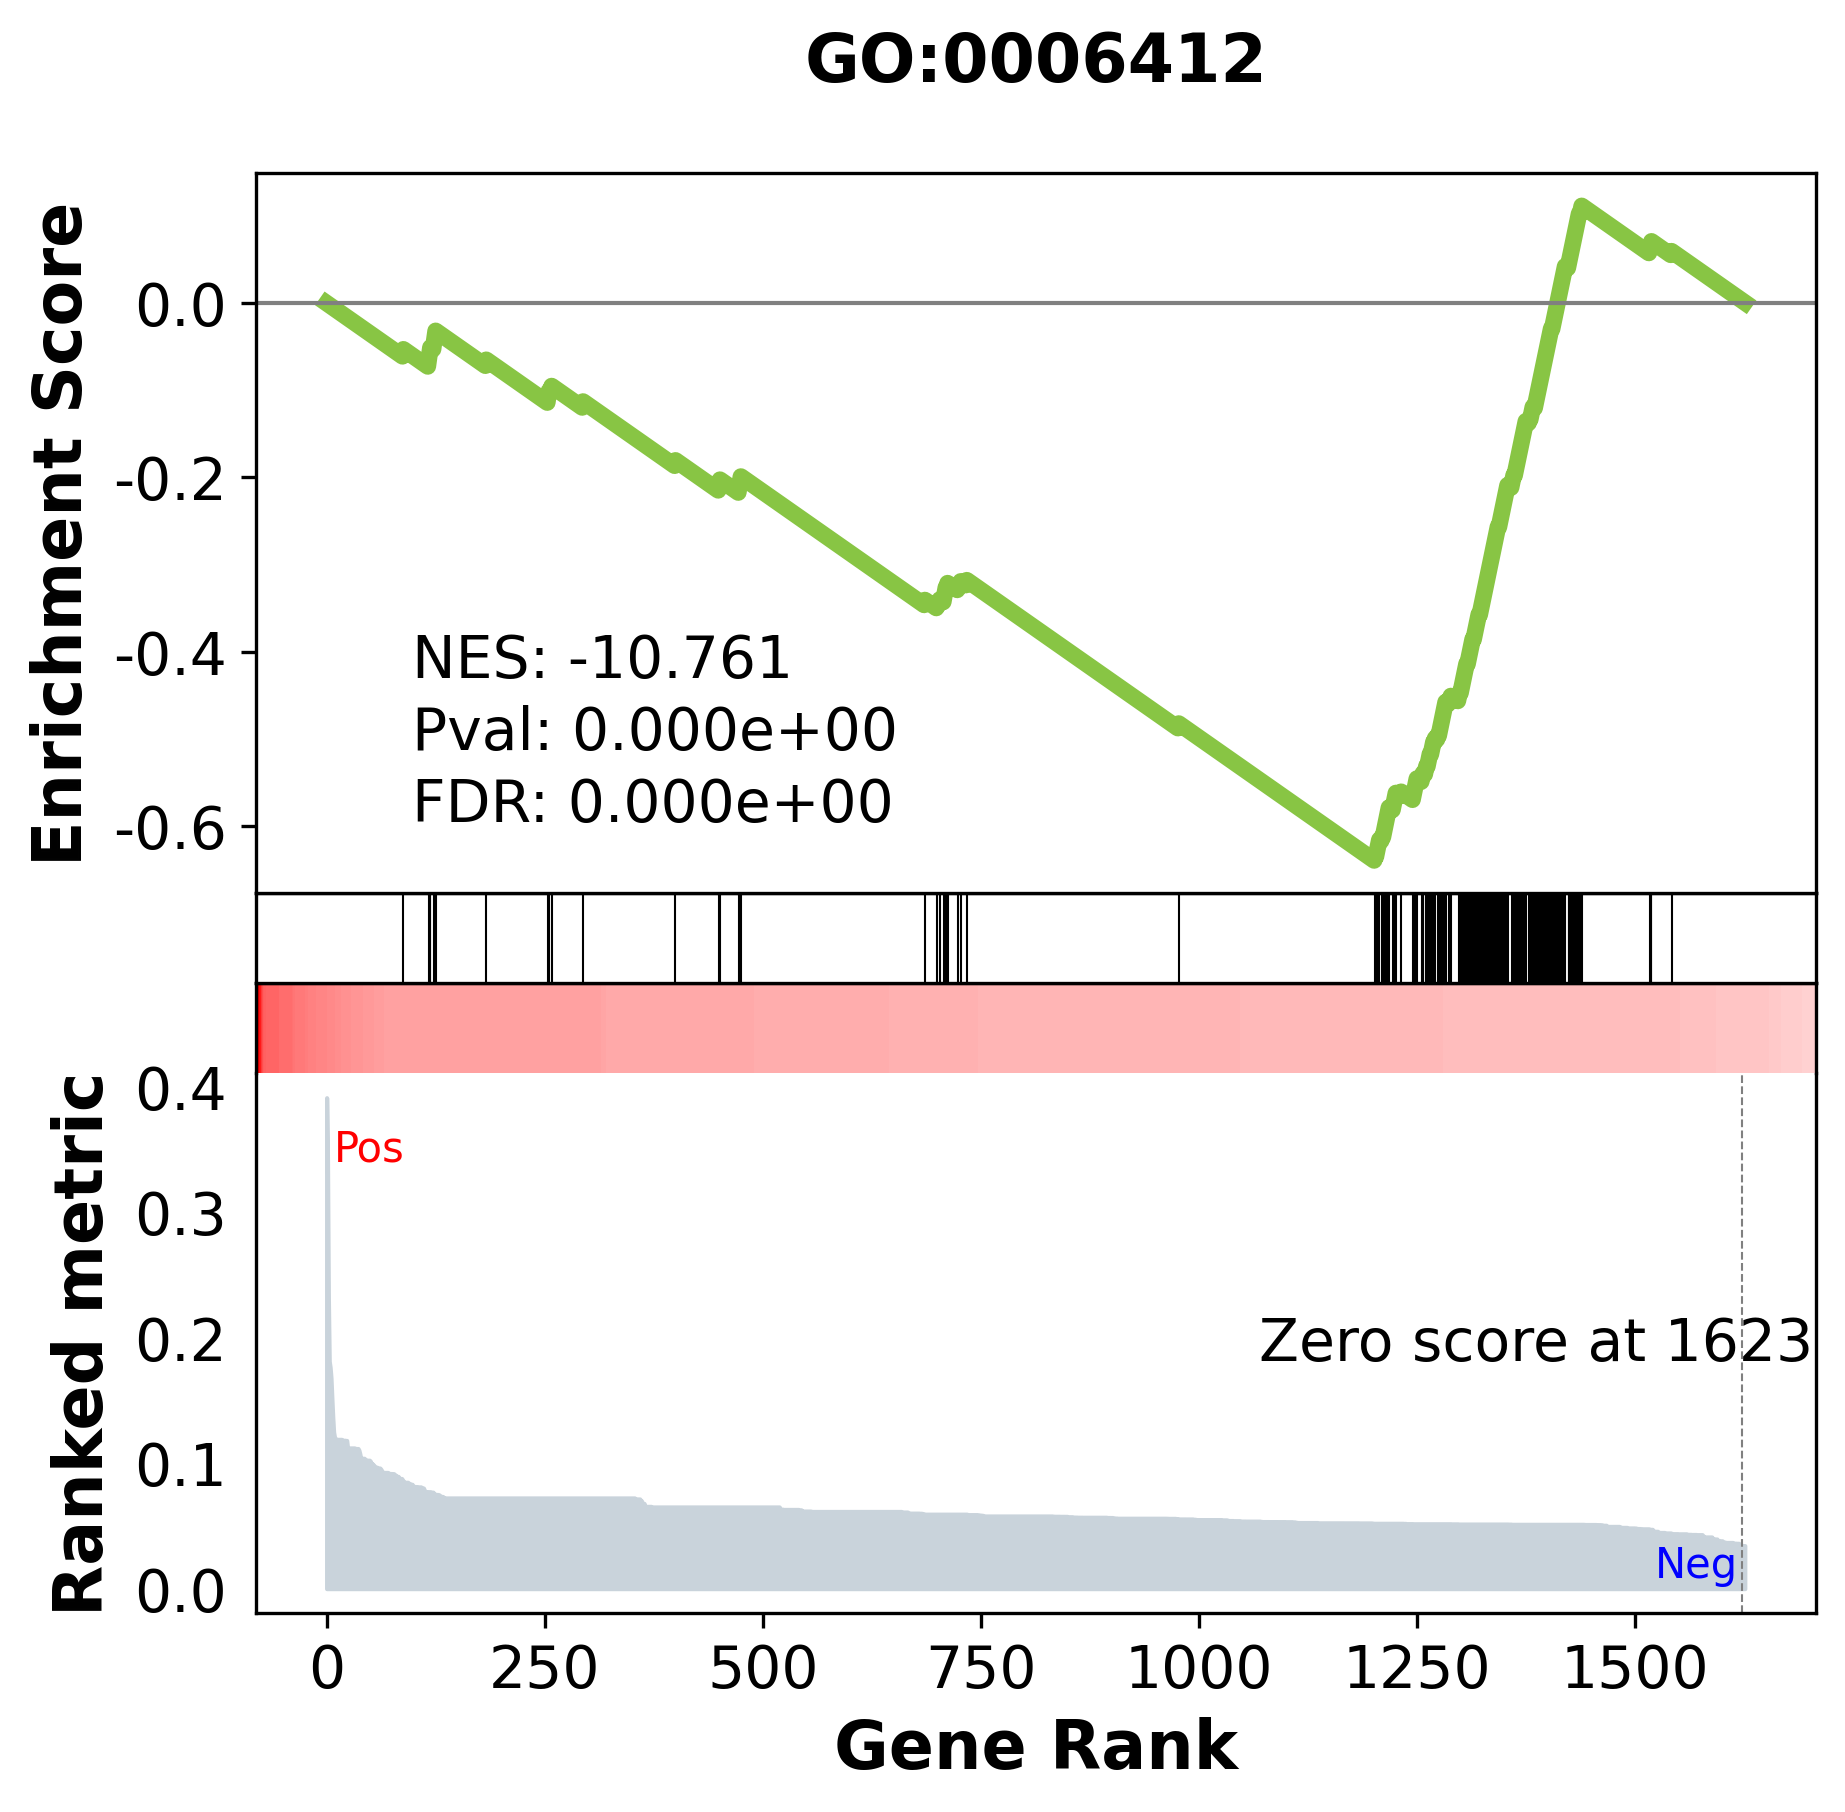 GO:0006412
Enrichment Score
0.0
-0.2
-0.4
-0.6
NES: -10.761
Pval: 0.000e+00
FDR: 0.000e+00
Ranked metric
0.4
0.3
0.2
0.1
0.0
Pos
Zero score at 1623
Neg
0 250 500 750 1000 1250 1500
Gene Rank